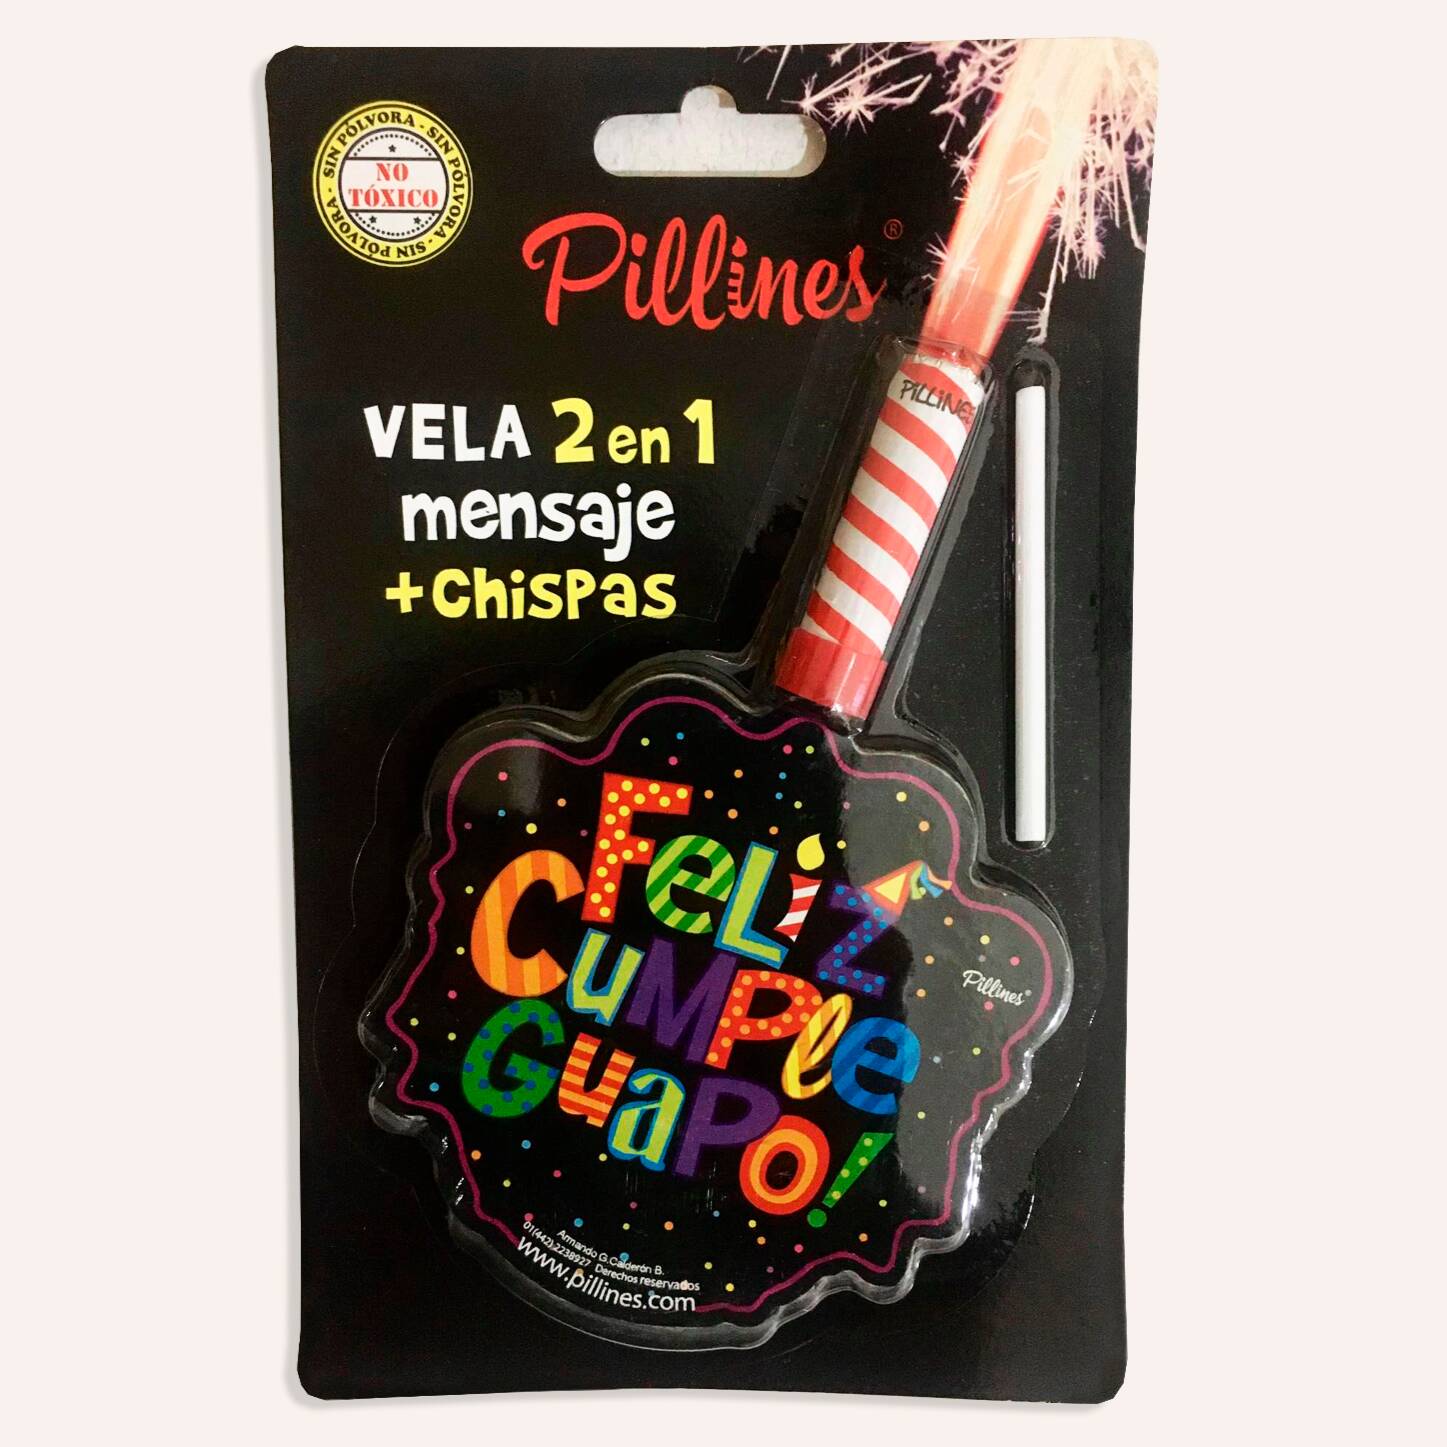 SIN PÓLVORA - SIN PÓLVORA - SIN PÓLVORA -
NO
TÓXICO
Pillines®
PILLINES
VELA 2 en 1
mensaje
+chispas
FeLiZ
CuMPLe
GuaPO!
Pillines®
Armando G.Calderón B.
01(442)2238927 Derechos reservados
www.pillines.com